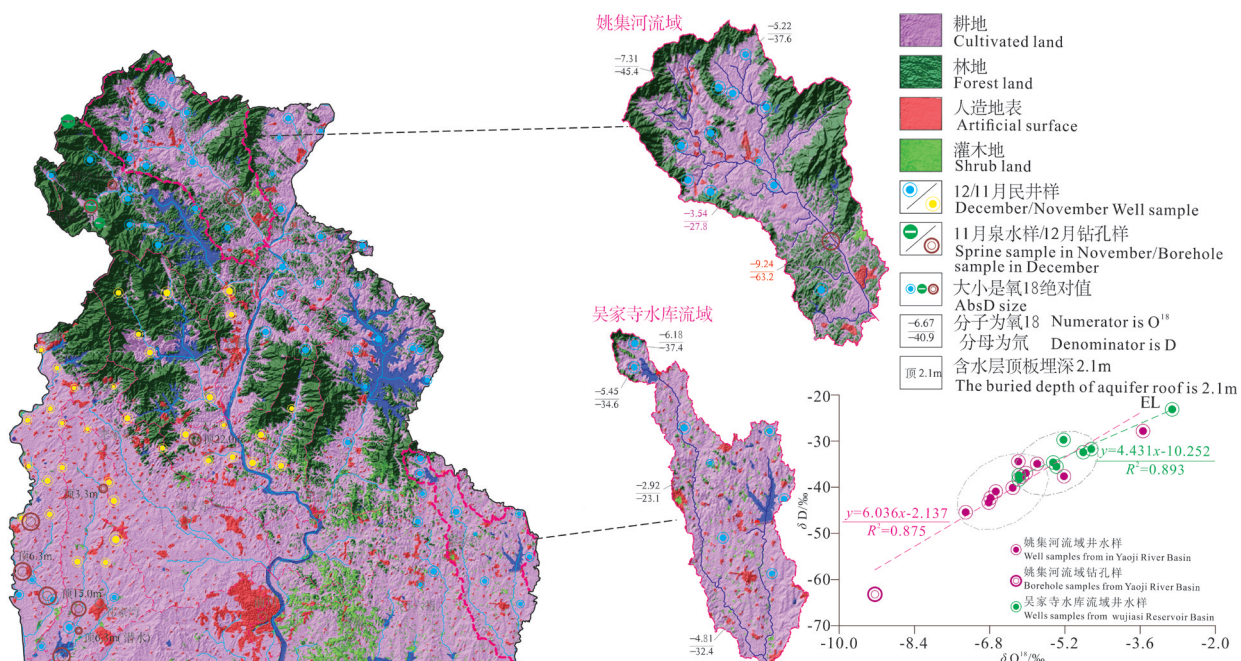 姚集河流域
-5.22
-37.6
-7.31
-45.4
-3.54
-27.8
-9.24
-63.2
吴家寺水库流域
-6.18
-37.4
-5.45
-34.6
-2.92
-23.1
-4.81
-32.4
顶3.3m
顶6.3m
顶15.0m
耕地
Cultivated land
林地
Forest land
人造地表
Artificial surface
灌木地
Shrub land
12/11月民井样
December/November Well sample
11月泉水样/12月钻孔样
Sprine sample in November/Borehole
sample in December
大小是氧18绝对值
AbsD size
-6.67
-40.9
分子为氧18 Numerator is O¹⁸
分母为氘 Denominator is D
顶2.1m
含水层顶板埋深2.1m
The buried depth of aquifer roof is 2.1m
EL
y=4.431x-10.252
R²=0.893
y=6.036x-2.137
R²=0.875
姚集河流域井水样
Well samples from in Yaoji River Basin
姚集河流域钻孔样
Borehole samples from Yaoji River Basin
吴家寺水库流域井水样
Wells samples from wujiasi Reservoir Basin
δD/‰
-20
-30
-40
-50
-60
-70
-10.0
-8.4
-6.8
-5.2
-3.6
-2.0
δO¹⁸/‰